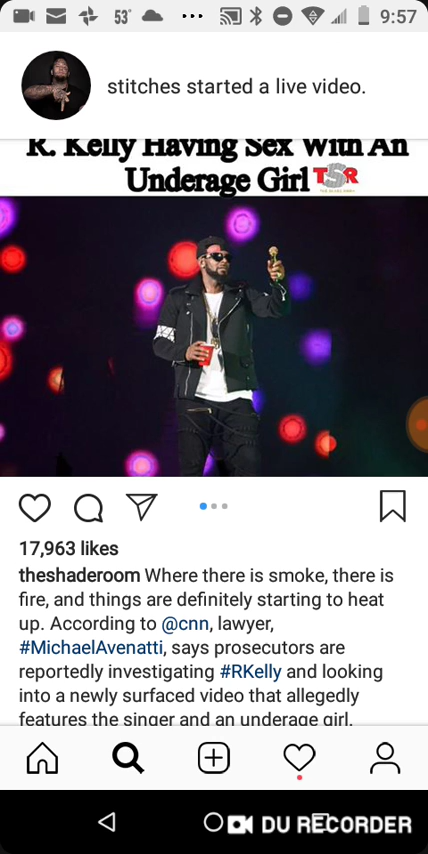 53° 9:57
stitches started a live video.
R. Kelly Having Sex With An
Underage Girl TSR
17,963 likes
theshaderoom Where there is smoke, there is
fire, and things are definitely starting to heat
up. According to @cnn, lawyer,
#MichaelAvenatti, says prosecutors are
reportedly investigating #RKelly and looking
into a newly surfaced video that allegedly
features the singer and an underage girl.
DU RECORDER